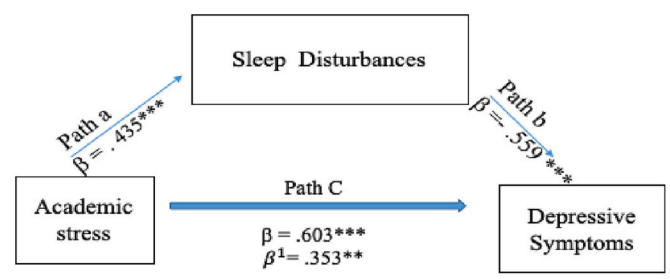 Sleep Disturbances
Path a
β = .435***
Path b
β=- .559 ***
Academic
stress
Path C
β = .603***
β¹= .353**
Depressive
Symptoms